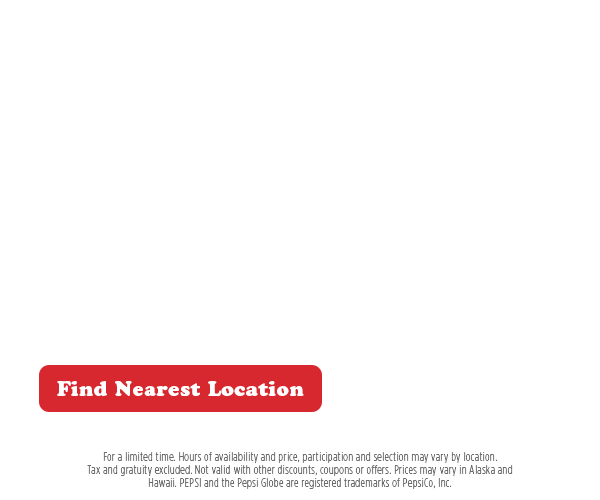 Find Nearest Location
For a limited time. Hours of availability and price, participation and selection may vary by location.
Tax and gratuity excluded. Not valid with other discounts, coupons or offers. Prices may vary in Alaska and
Hawaii. PEPSI and the Pepsi Globe are registered trademarks of PepsiCo, Inc.